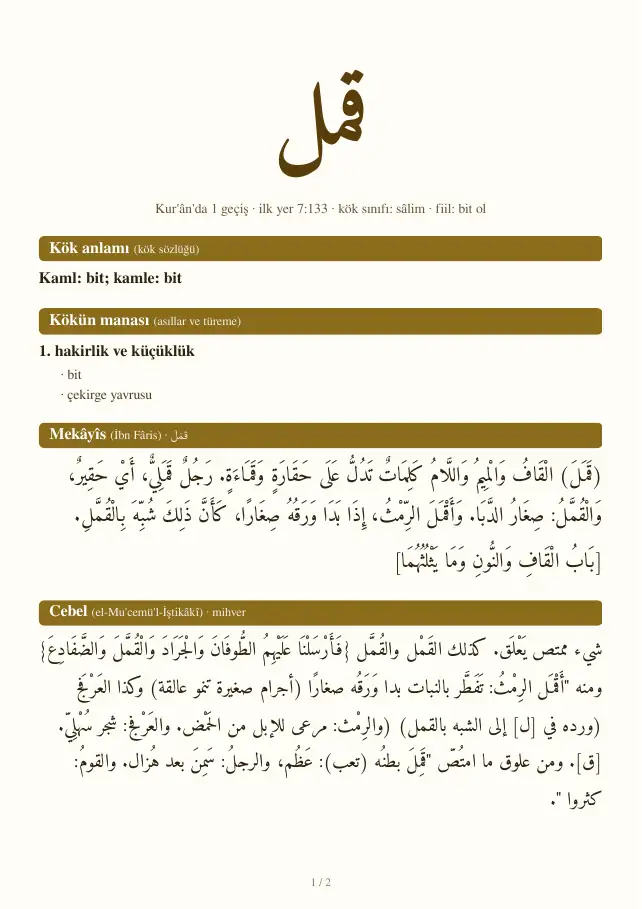 قمل
Kur'ân'da 1 geçiş · ilk yer 7:133 · kök sınıfı: sâlim · fiil: bit ol
Kök anlamı (kök sözlüğü)
Kaml: bit; kamle: bit
Kökün manası (asıllar ve türeme)
1. hakirlik ve küçüklük
· bit
· çekirge yavrusu
Mekâyîs (İbn Fâris) · قمل
(قَمَلَ) الْقَافُ وَالْمِيمُ وَاللَّامُ كَلِمَاتٌ تَدُلُّ عَلَى حَقَارَةٍ وَقَمَاءَةٍ. رَجُلٌ قَمَلِيٌّ، أَيْ حَقِيرٌ،
وَالْقُمَّلُ: صِغَارُ الدَّبَا. وَأَقْمَلَ الرِّمْثُ، إِذَا بَدَا وَرَقُهُ صِغَارًا، كَأَنَّ ذَلِكَ شُبِّهَ بِالْقُمَّلِ.
[بَابُ الْقَافِ وَالنُّونِ وَمَا يَثْلُثُهُمَا]
Cebel (el-Mu'cemü'l-İştikâkî) · mihver
شيء ممتص يَعْلَق. كذلك القَمْل والقُمَّل {فَأَرْسَلْنَا عَلَيْهِمُ الطُّوفَانَ وَالْجَرَادَ وَالْقُمَّلَ وَالضَّفَادِعَ}
ومنه "أَقْمَل الرِمْثُ: تَفَطَّر بالنبات بدا وَرَقُه صغارًا (أجرام صغيرة تنمو عالقة) وكذا العَرْفَج
(ورده في [ل] إلى الشبه بالقمل) (والرِمْث: مرعى للإبل من الحَمْض. والعَرْفَج: شجر سُهْلِيّ.
[ق]. ومن علوق ما امتُصّ "قَمِلَ بطنُه (تعب): عَظُم، والرجلُ: سَمِنَ بعد هُزال. والقومُ:
كثروا ".
1 / 2